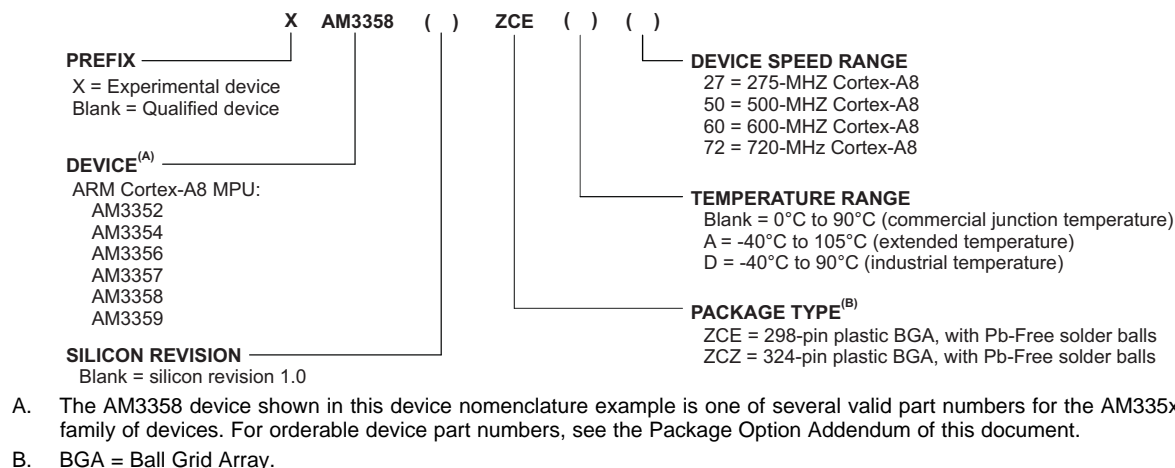 X AM3358 ( ) ZCE ( ) ( )
PREFIX
X = Experimental device
Blank = Qualified device
DEVICE(A)
ARM Cortex-A8 MPU:
AM3352
AM3354
AM3356
AM3357
AM3358
AM3359
SILICON REVISION
Blank = silicon revision 1.0
DEVICE SPEED RANGE
27 = 275-MHZ Cortex-A8
50 = 500-MHZ Cortex-A8
60 = 600-MHZ Cortex-A8
72 = 720-MHz Cortex-A8
TEMPERATURE RANGE
Blank = 0°C to 90°C (commercial junction temperature)
A = -40°C to 105°C (extended temperature)
D = -40°C to 90°C (industrial temperature)
PACKAGE TYPE(B)
ZCE = 298-pin plastic BGA, with Pb-Free solder balls
ZCZ = 324-pin plastic BGA, with Pb-Free solder balls
A. The AM3358 device shown in this device nomenclature example is one of several valid part numbers for the AM335x
family of devices. For orderable device part numbers, see the Package Option Addendum of this document.
B. BGA = Ball Grid Array.